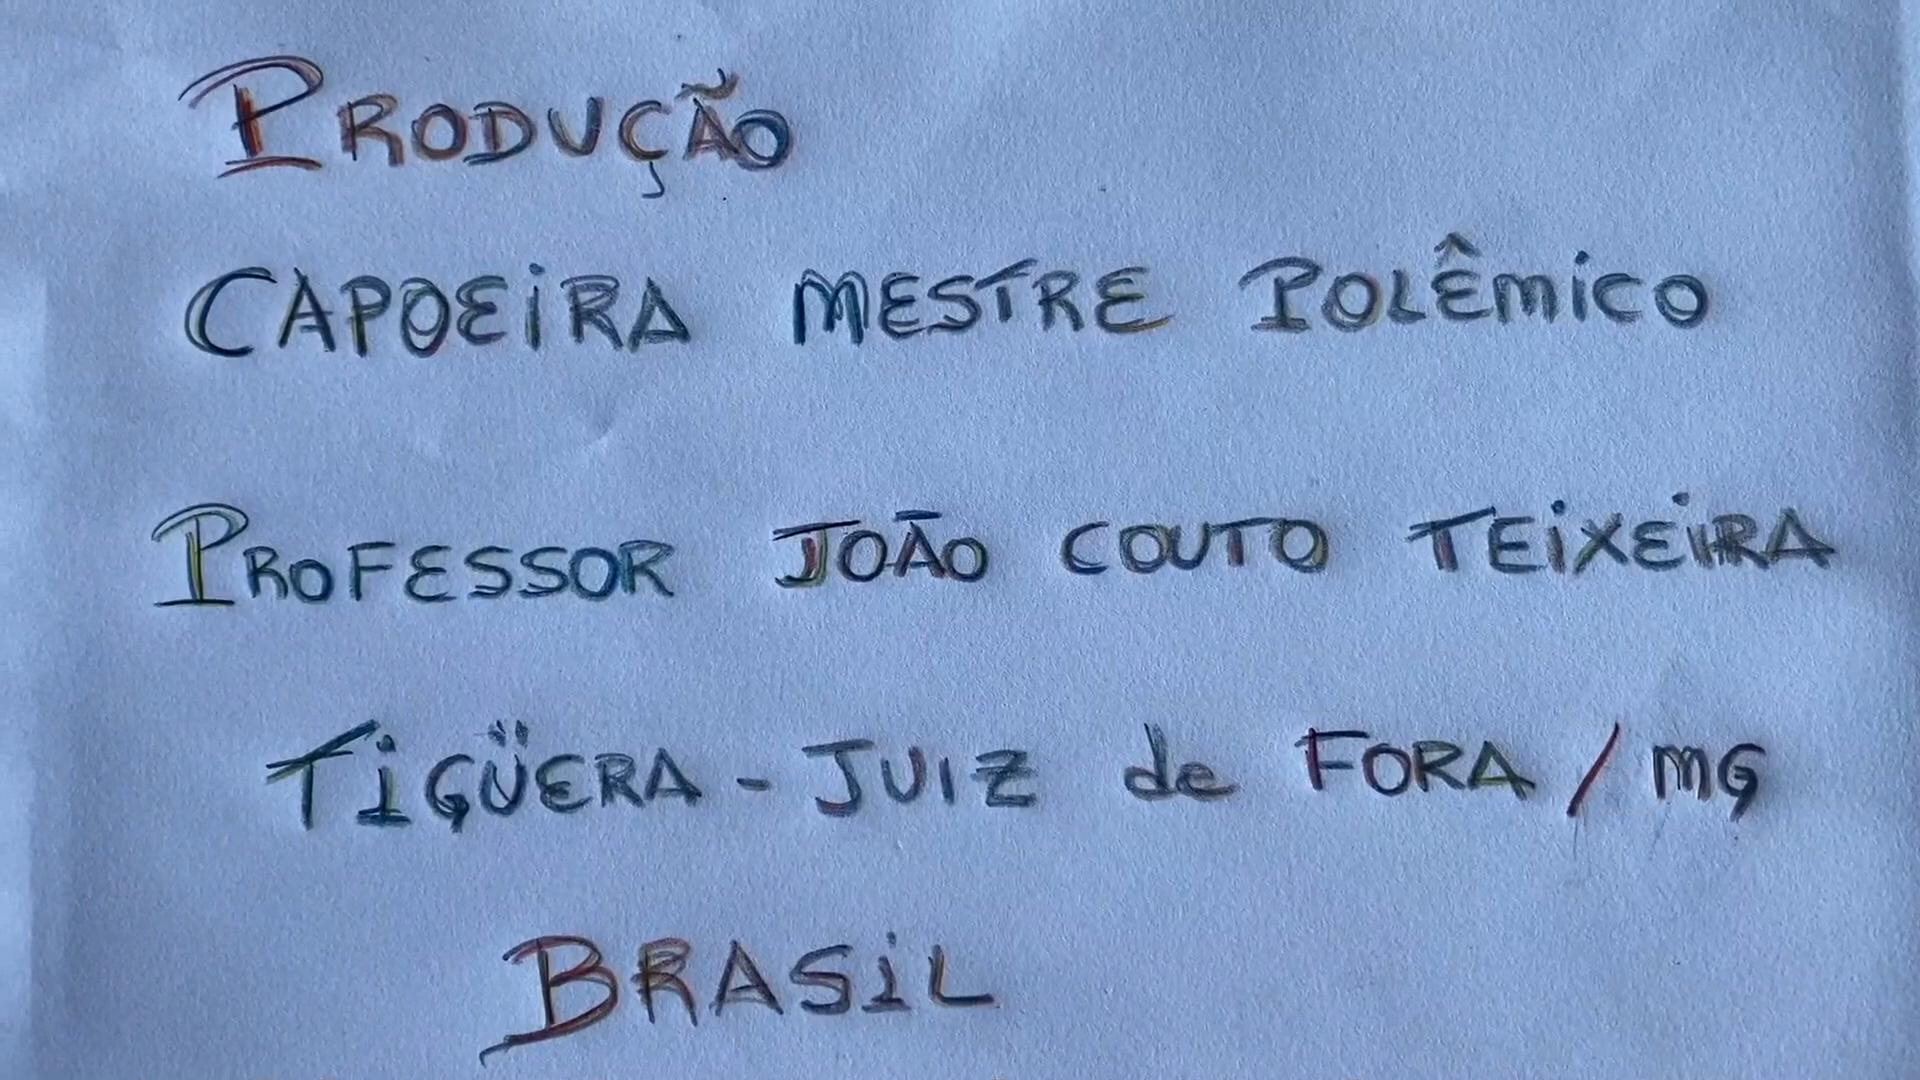 PRODUÇÃO
CAPOEiRA MESTRE POLÊMiCO
PROFESSOR JOÃO COUTO TEiXEiRA
TiGÜERA - JUIZ de FORA / MG
BRASiL